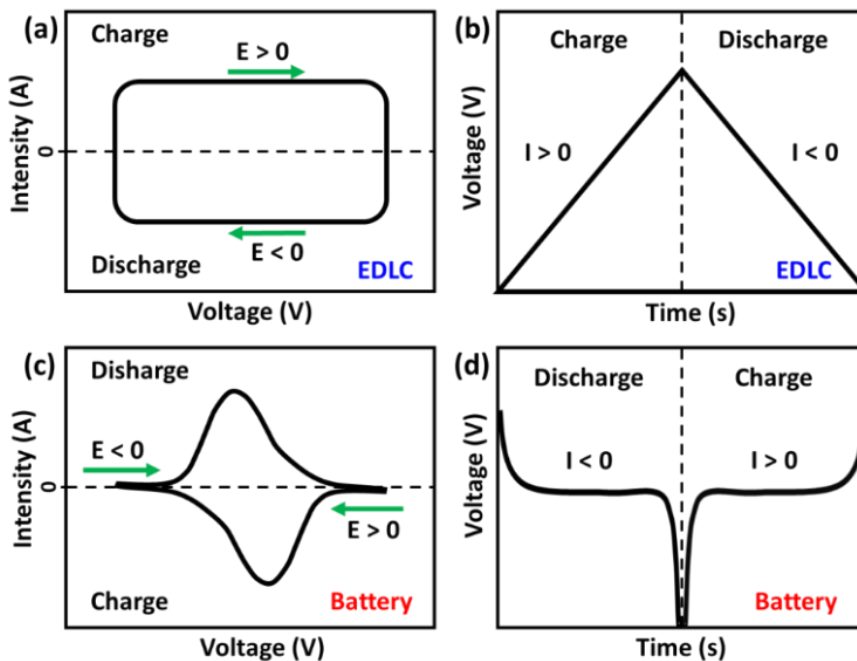 (a)
Charge
E > 0
Intensity (A)
0
E < 0
Discharge
EDLC
Voltage (V)
(b)
Charge
Discharge
Voltage (V)
I > 0
I < 0
EDLC
Time (s)
(c)
Disharge
E < 0
Intensity (A)
0
E > 0
Charge
Battery
Voltage (V)
(d)
Discharge
Charge
Voltage (V)
I < 0
I > 0
Battery
Time (s)